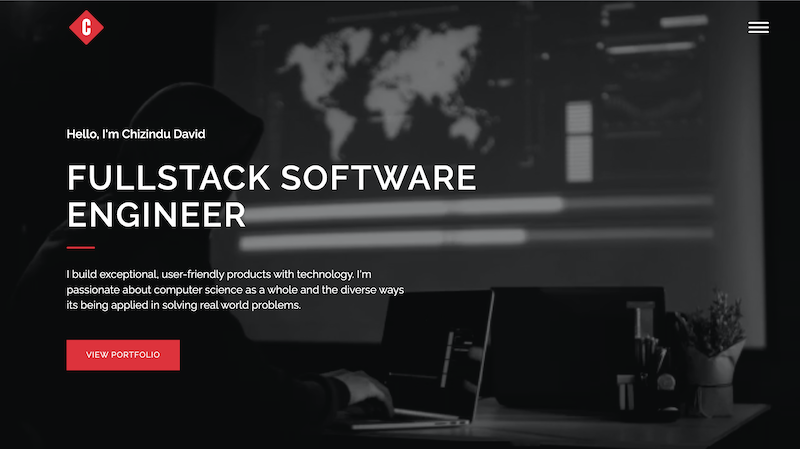 C
Hello, I'm Chizindu David
FULLSTACK SOFTWARE
ENGINEER
I build exceptional, user-friendly products with technology. I'm
passionate about computer science as a whole and the diverse ways
its being applied in solving real world problems.
VIEW PORTFOLIO